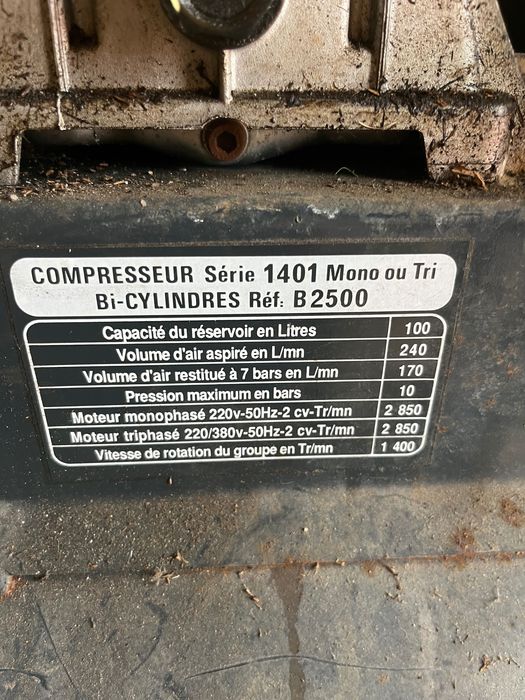 COMPRESSEUR Série 1401 Mono ou Tri
Bi-CYLINDRES Réf: B2500
Capacité du réservoir en Litres 100
Volume d'air aspiré en L/mn 240
Volume d'air restitué à 7 bars en L/mn 170
Pression maximum en bars 10
Moteur monophasé 220v-50Hz-2 cv-Tr/mn 2 850
Moteur triphasé 220/380v-50Hz-2 cv-Tr/mn 2 850
Vitesse de rotation du groupe en Tr/mn 1 400